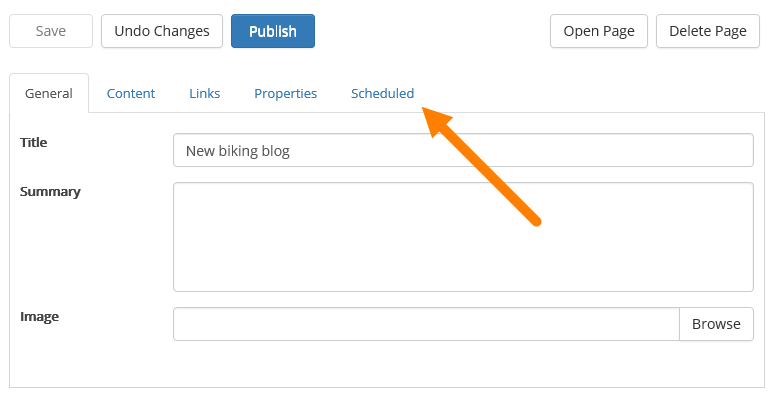 Save Undo Changes Publish Open Page Delete Page
General Content Links Properties Scheduled
Title New biking blog
Summary
Image Browse